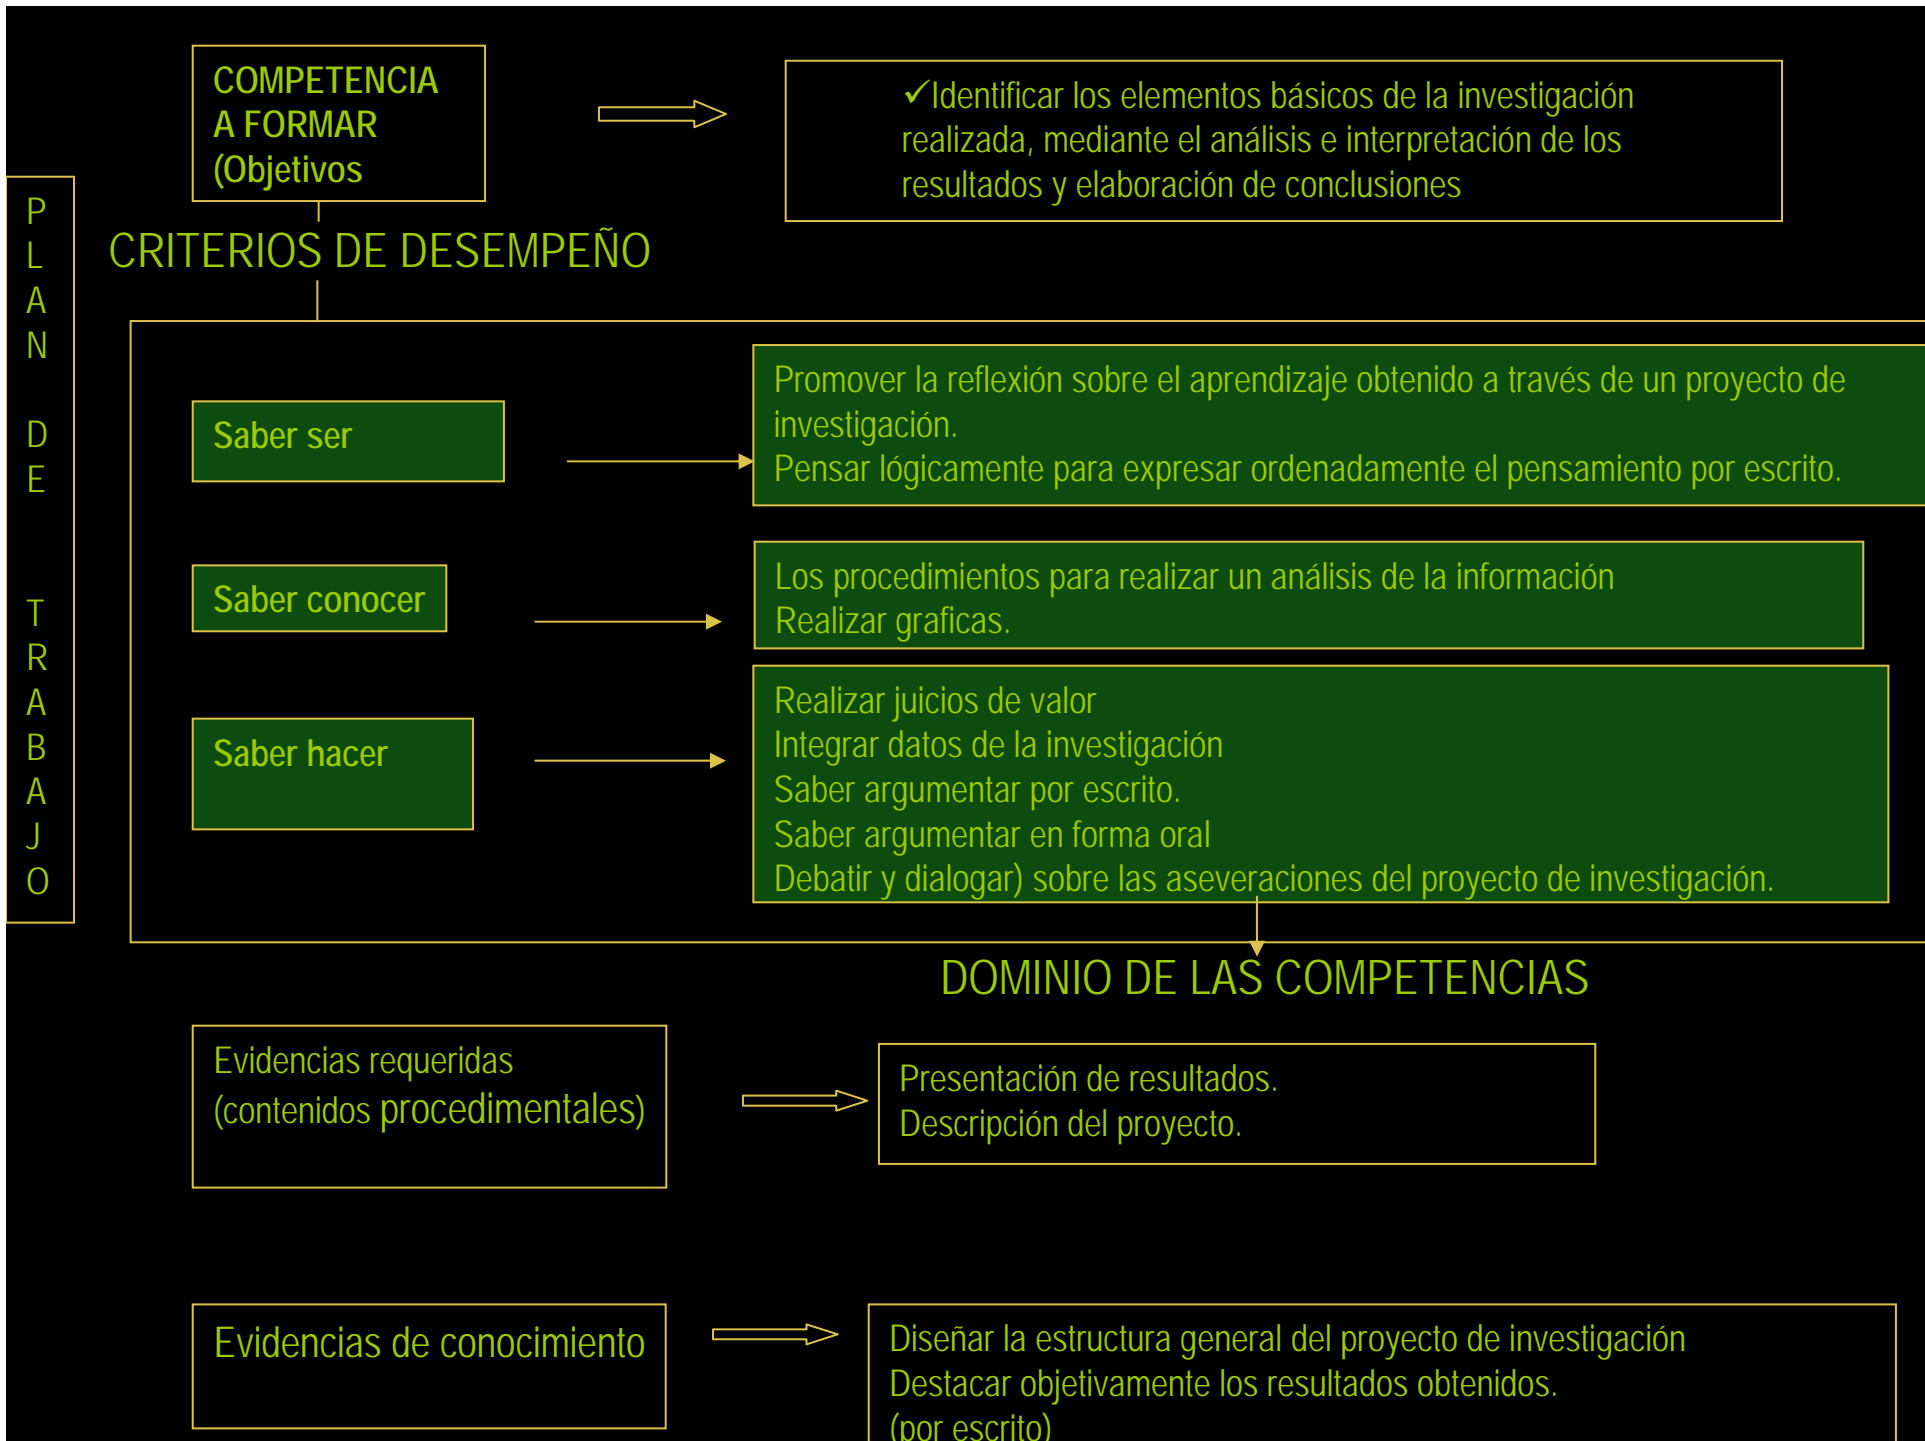 COMPETENCIA
A FORMAR
(Objetivos
✓Identificar los elementos básicos de la investigación
realizada, mediante el análisis e interpretación de los
resultados y elaboración de conclusiones
P
L
A
N
D
E
T
R
A
B
A
J
O
CRITERIOS DE DESEMPEÑO
Saber ser
Promover la reflexión sobre el aprendizaje obtenido a través de un proyecto de
investigación.
Pensar lógicamente para expresar ordenadamente el pensamiento por escrito.
Saber conocer
Los procedimientos para realizar un análisis de la información
Realizar graficas.
Saber hacer
Realizar juicios de valor
Integrar datos de la investigación
Saber argumentar por escrito.
Saber argumentar en forma oral
Debatir y dialogar) sobre las aseveraciones del proyecto de investigación.
DOMINIO DE LAS COMPETENCIAS
Evidencias requeridas
(contenidos procedimentales)
Presentación de resultados.
Descripción del proyecto.
Evidencias de conocimiento
Diseñar la estructura general del proyecto de investigación
Destacar objetivamente los resultados obtenidos.
(por escrito)